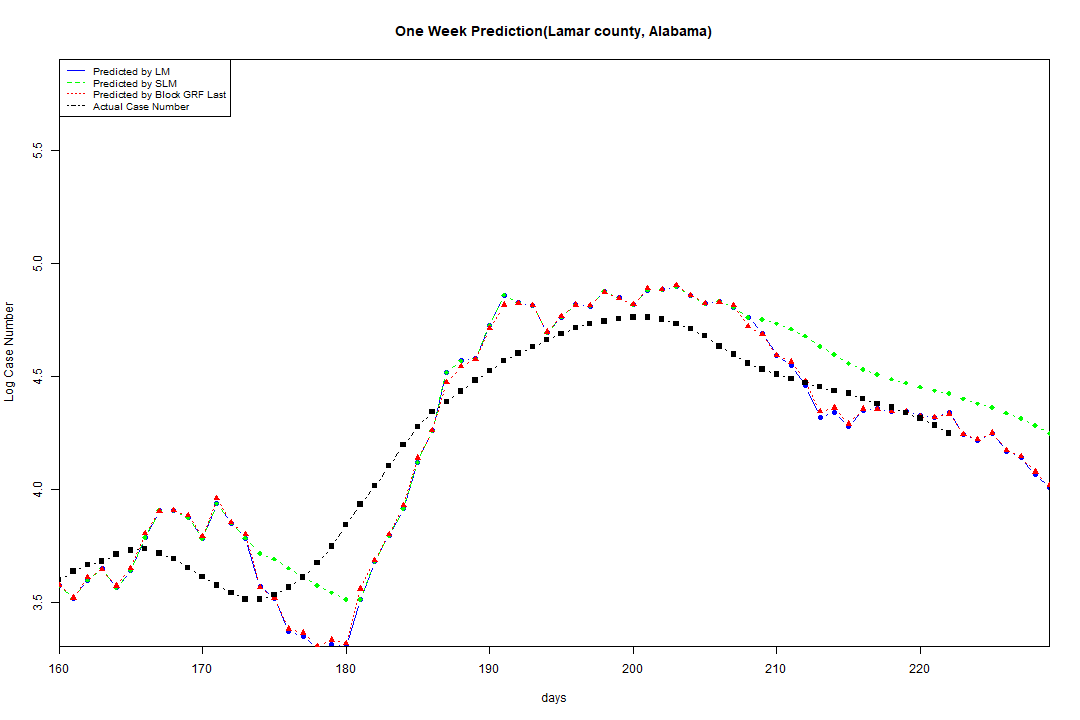 One Week Prediction(Lamar county, Alabama)
Predicted by LM
Predicted by SLM
Predicted by Block GRF Last
Actual Case Number
5.5
5.0
4.5
4.0
3.5
Log Case Number
160 170 180 190 200 210 220
days